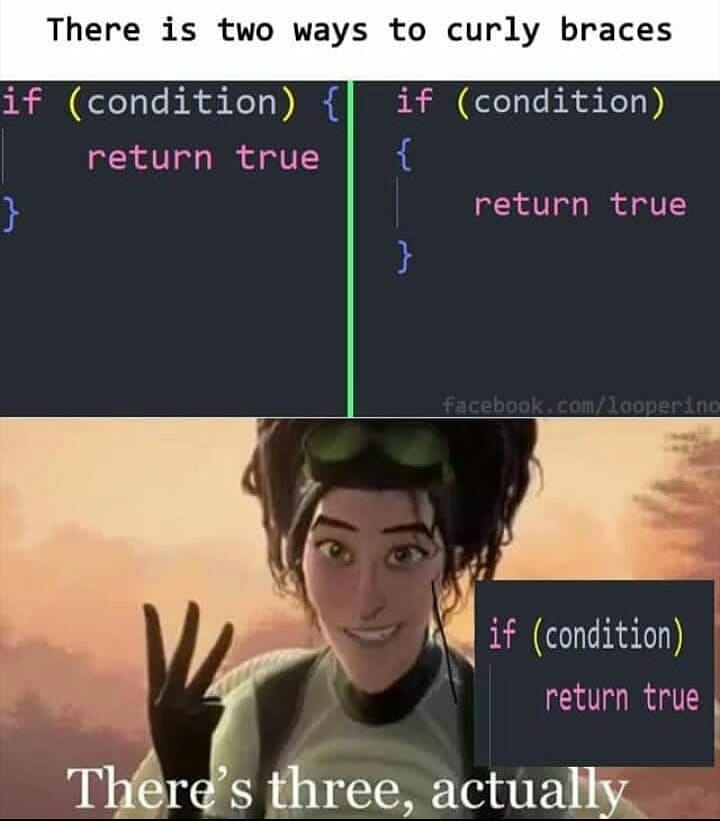 There is two ways to curly braces
if (condition) {
return true
}
if (condition)
{
return true
}
facebook.com/looperino
if (condition)
return true
There's three, actually